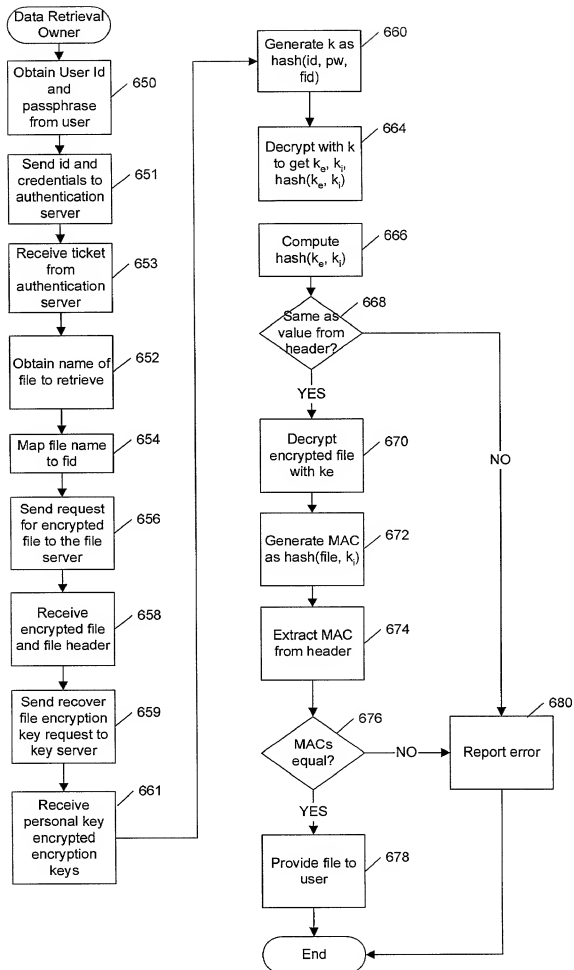 Data Retrieval
Owner
Obtain User Id
and
passphrase
from user
650
Send id and
credentials to
authentication
server
651
Receive ticket
from
authentication
server
653
Obtain name of
file to retrieve
652
Map file name
to fid
654
Send request
for encrypted
file to the file
server
656
Receive
encrypted file
and file header
658
Send recover
file encryption
key request to
key server
659
Receive
personal key
encrypted
encryption
keys
661
Generate k as
hash(id, pw,
fid)
660
Decrypt with k
to get ke, ki,
hash(ke, ki)
664
Compute
hash(ke, ki)
666
Same as
value from
header?
668
YES
NO
Decrypt
encrypted file
with ke
670
Generate MAC
as hash(file, ki)
672
Extract MAC
from header
674
MACs
equal?
676
NO
YES
Report error
680
Provide file to
user
678
End